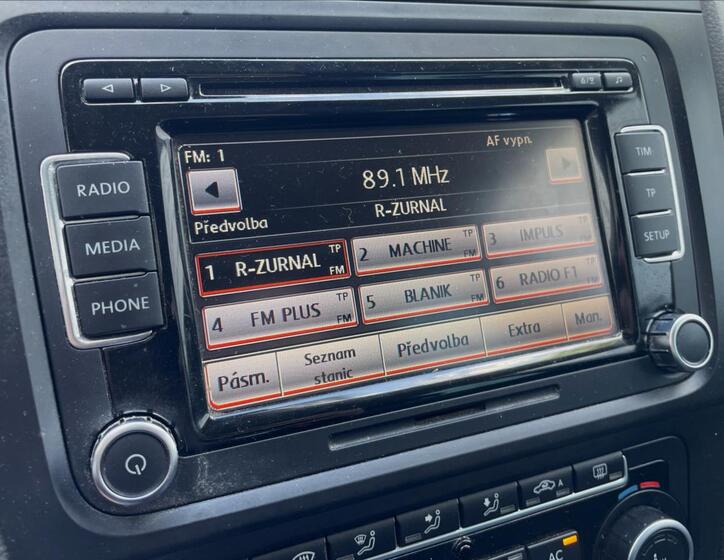 FM: 1
AF vypn.
89.1 MHz
R-ZURNAL
Předvolba
1 R-ZURNAL TP FM
2 MACHINE TP FM
3 IMPULS TP FM
4 FM PLUS TP FM
5 BLANIK TP FM
6 RADIO F1 TP FM
Pásm.
Seznam
stanic
Předvolba
Extra
Man.
RADIO
MEDIA
PHONE
TIM
TP
SETUP
A
AC